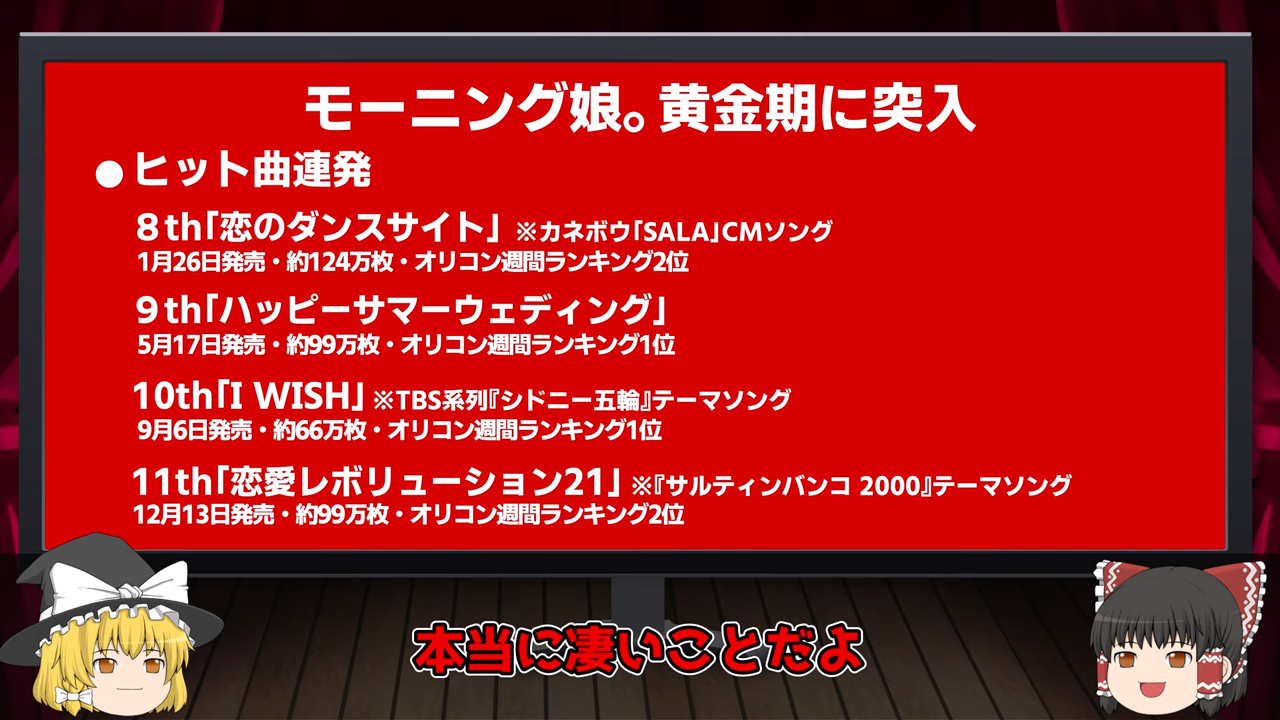 モーニング娘。黄金期に突入
●ヒット曲連発
８th「恋のダンスサイト」 ※カネボウ「SALA」CMソング
1月26日発売・約124万枚・オリコン週間ランキング2位
９th「ハッピーサマーウェディング」
5月17日発売・約99万枚・オリコン週間ランキング1位
10th「I WISH」※TBS系列『シドニー五輪』テーマソング
9月6日発売・約66万枚・オリコン週間ランキング1位
11th「恋愛レボリューション21」※『サルティンバンコ 2000』テーマソング
12月13日発売・約99万枚・オリコン週間ランキング2位
本当に凄いことだよ